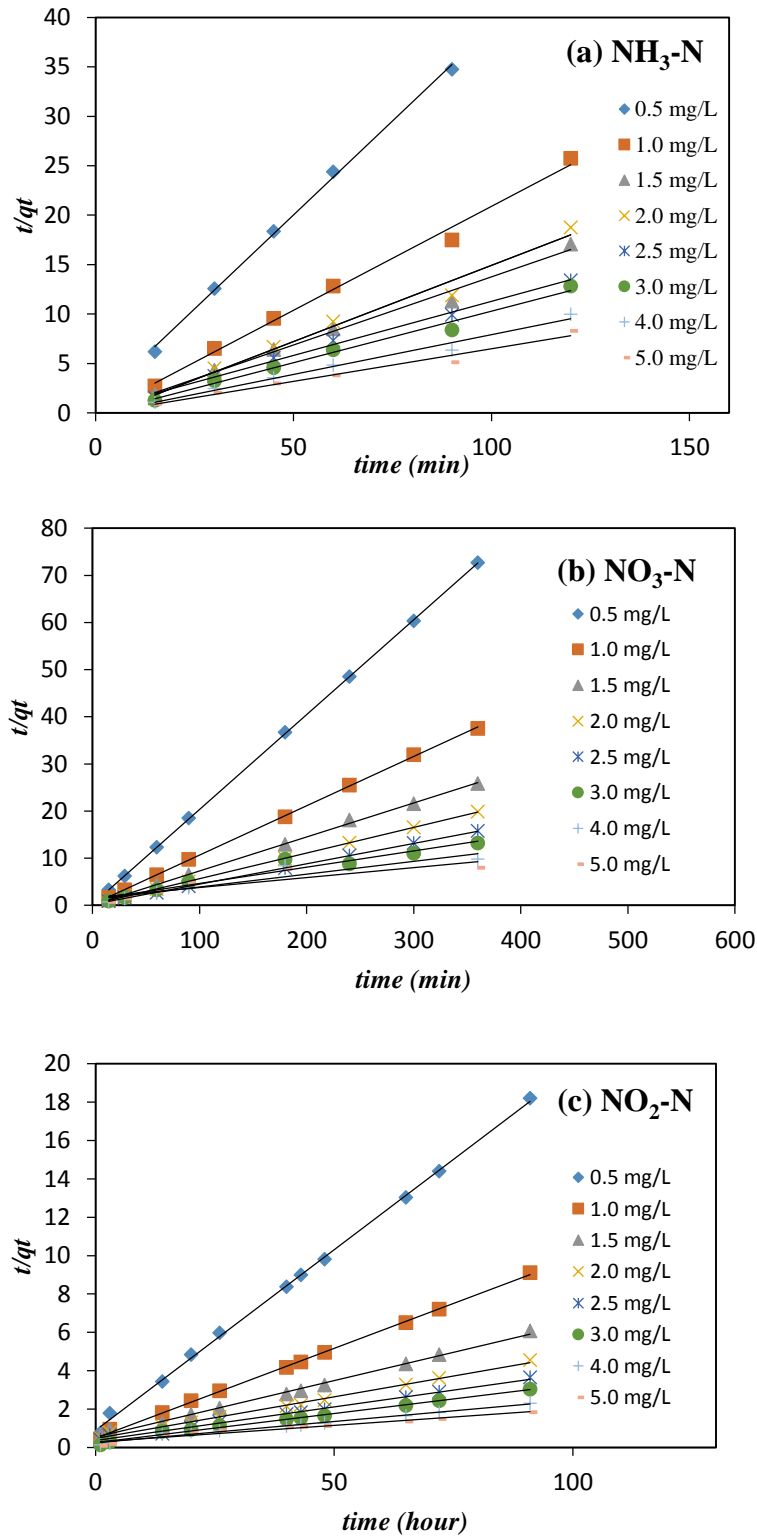 (a) NH₃-N
40
35
30
25
20
15
10
5
0
t/qt
0.5 mg/L
1.0 mg/L
1.5 mg/L
2.0 mg/L
2.5 mg/L
3.0 mg/L
4.0 mg/L
5.0 mg/L
0 50 100 150
time (min)
(b) NO₃-N
80
70
60
50
40
30
20
10
0
t/qt
0.5 mg/L
1.0 mg/L
1.5 mg/L
2.0 mg/L
2.5 mg/L
3.0 mg/L
4.0 mg/L
5.0 mg/L
0 100 200 300 400 500 600
time (min)
(c) NO₂-N
20
18
16
14
12
10
8
6
4
2
0
t/qt
0.5 mg/L
1.0 mg/L
1.5 mg/L
2.0 mg/L
2.5 mg/L
3.0 mg/L
4.0 mg/L
5.0 mg/L
0 50 100
time (hour)